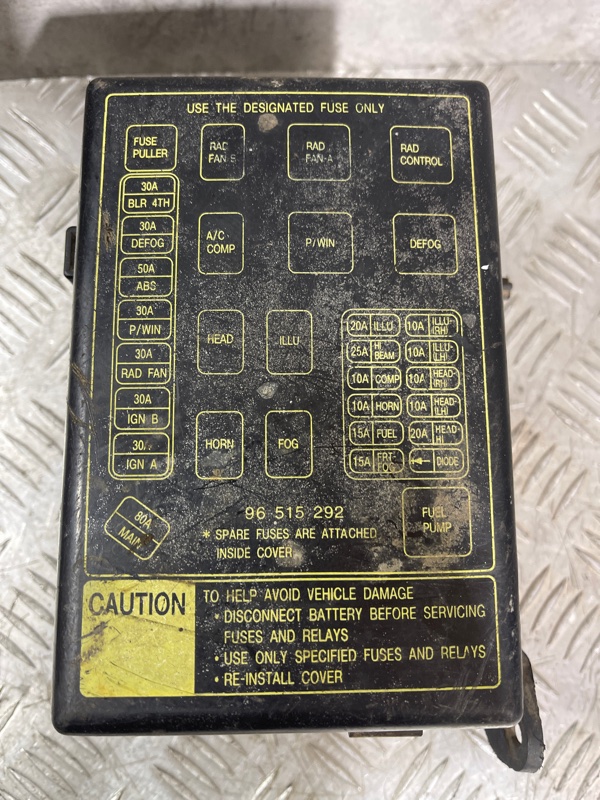 USE THE DESIGNATED FUSE ONLY
FUSE
PULLER
RAD
FAN B
RAD
FAN-A
RAD
CONTROL
30A
BLR 4TH
30A
DEFOG
50A
ABS
30A
P/WIN
30A
RAD FAN
30A
IGN B
30A
IGN A
A/C
COMP
P/WIN
DEFOG
HEAD
ILLU
HORN
FOG
20A ILLU
10A ILLU-(RH)
25A HI BEAM
10A ILLU-(LH)
10A COMP
10A HEAD-(RH)
10A HORN
10A HEAD-(LH)
15A FUEL
20A HEAD-HI
15A FRT FOG
DIODE
80A
MAIN
96 515 292
* SPARE FUSES ARE ATTACHED
INSIDE COVER
FUEL
PUMP
CAUTION
TO HELP AVOID VEHICLE DAMAGE
• DISCONNECT BATTERY BEFORE SERVICING
FUSES AND RELAYS
• USE ONLY SPECIFIED FUSES AND RELAYS
• RE-INSTALL COVER